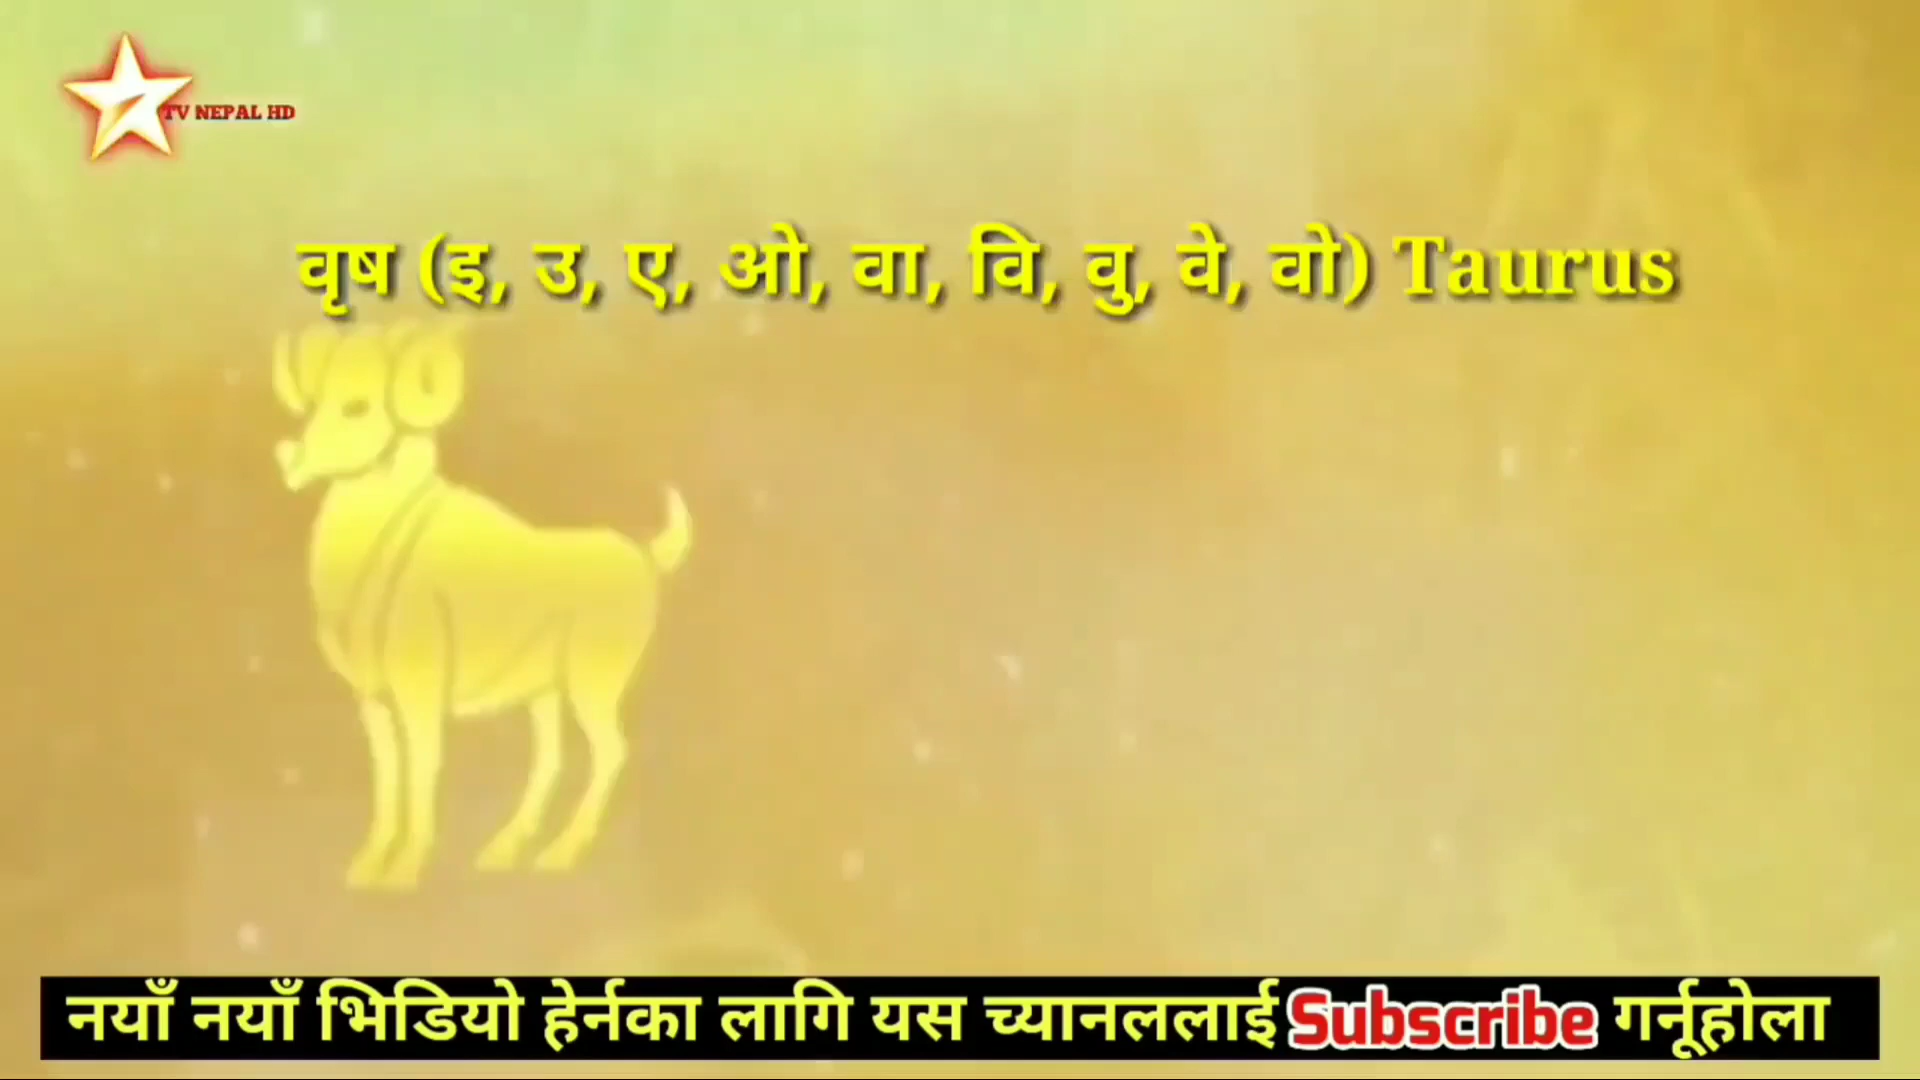 TV NEPAL HD
वृष (इ, उ, ए, ओ, वा, वि, वु, वे, वो) Taurus
नयाँ नयाँ भिडियो हेर्नका लागि यस च्यानललाई Subscribe गर्नूहोला